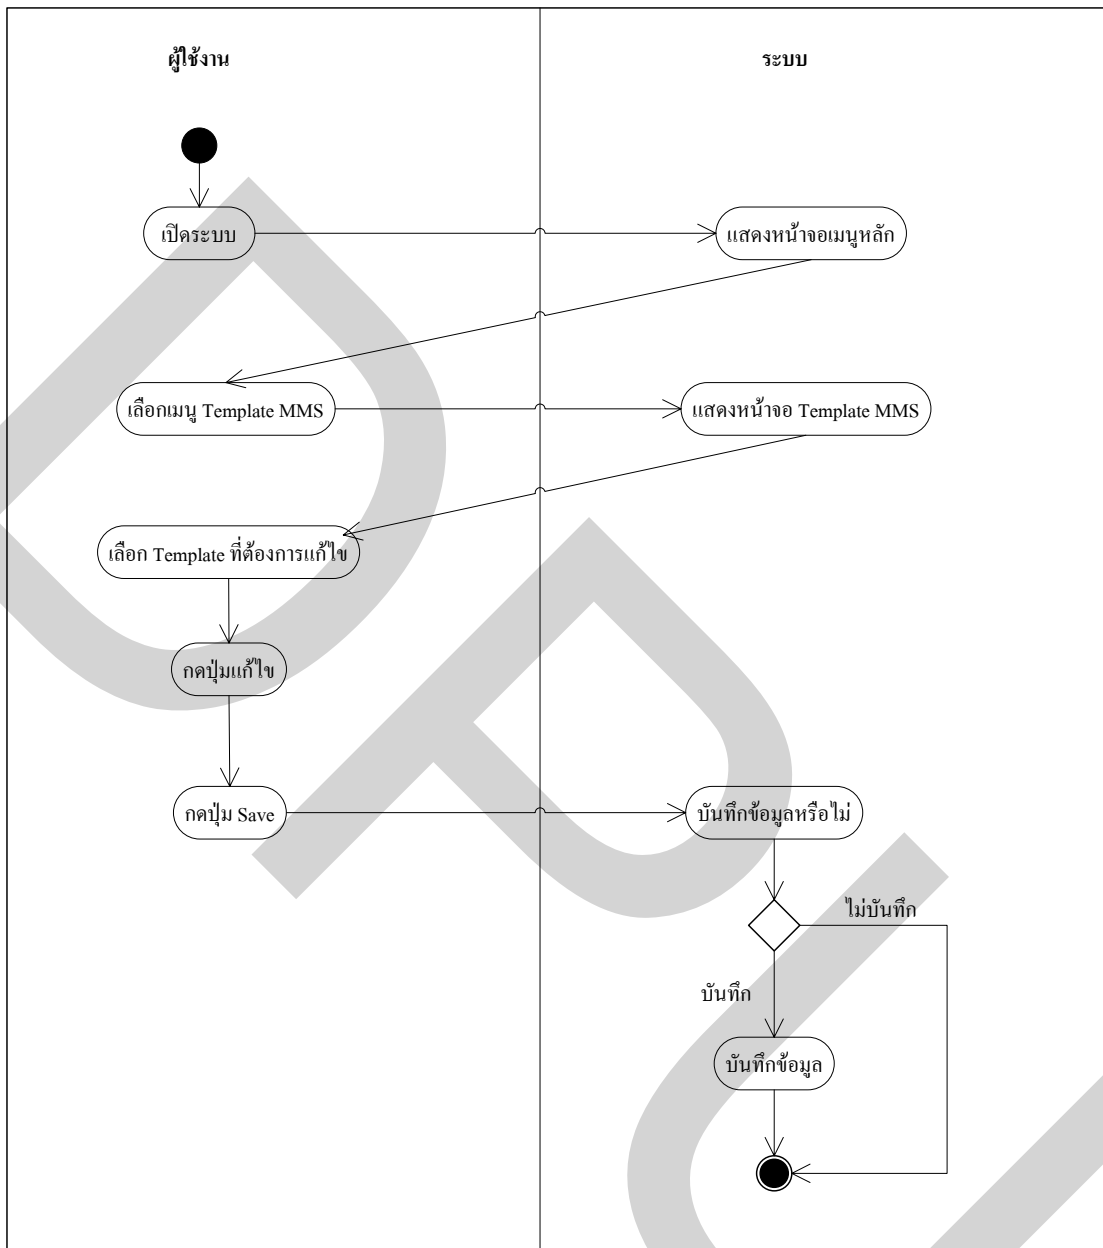 ผู้ใช้งาน
ระบบ
เปิดระบบ
แสดงหน้าจอเมนูหลัก
เลือกเมนู Template MMS
แสดงหน้าจอ Template MMS
เลือก Template ที่ต้องการแก้ไข
กดปุ่มแก้ไข
กดปุ่ม Save
บันทึกข้อมูลหรือไม่
ไม่บันทึก
บันทึก
บันทึกข้อมูล